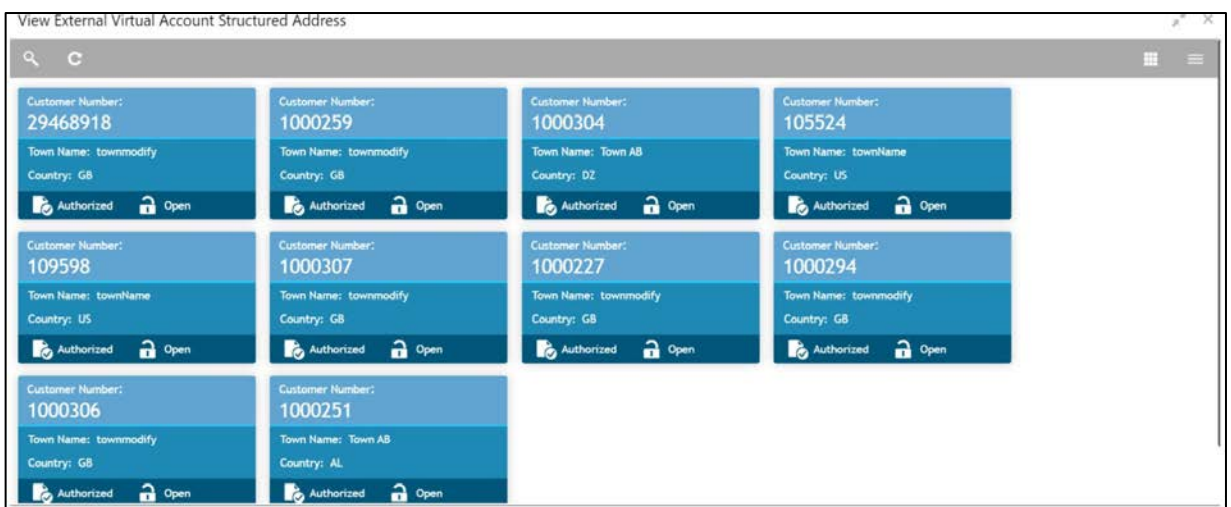 View External Virtual Account Structured Address
Customer Number:
29468918
Town Name: townmodify
Country: GB
Authorized Open
Customer Number:
1000259
Town Name: townmodify
Country: GB
Authorized Open
Customer Number:
1000304
Town Name: Town AB
Country: DZ
Authorized Open
Customer Number:
105524
Town Name: townName
Country: US
Authorized Open
Customer Number:
109598
Town Name: townName
Country: US
Authorized Open
Customer Number:
1000307
Town Name: townmodify
Country: GB
Authorized Open
Customer Number:
1000227
Town Name: townmodify
Country: GB
Authorized Open
Customer Number:
1000294
Town Name: townmodify
Country: GB
Authorized Open
Customer Number:
1000306
Town Name: townmodify
Country: GB
Authorized Open
Customer Number:
1000251
Town Name: Town AB
Country: AL
Authorized Open